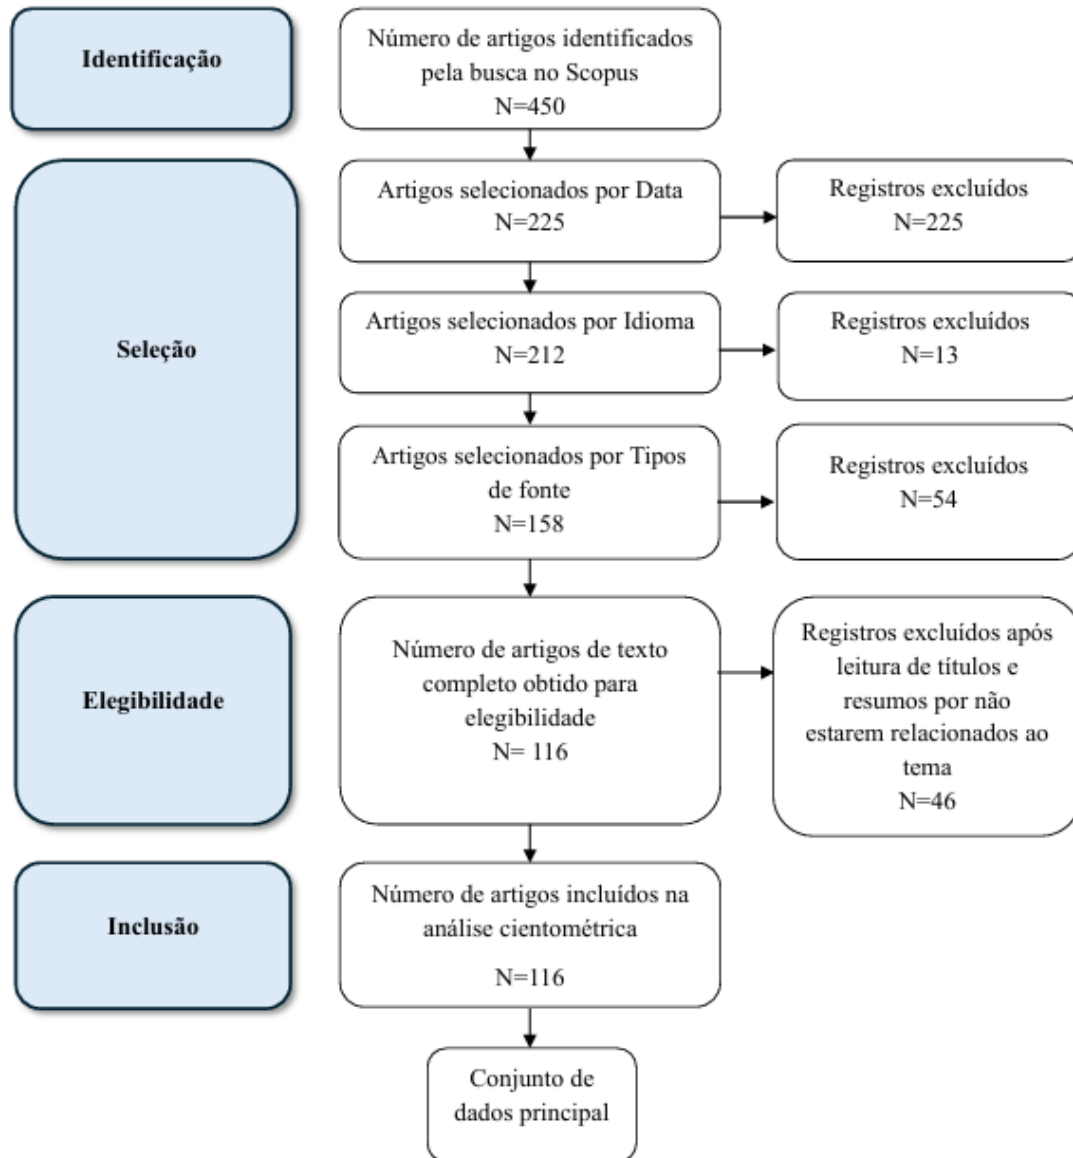 Identificação
Número de artigos identificados
pela busca no Scopus
N=450
Seleção
Artigos selecionados por Data
N=225
Registros excluídos
N=225
Artigos selecionados por Idioma
N=212
Registros excluídos
N=13
Artigos selecionados por Tipos
de fonte
N=158
Registros excluídos
N=54
Elegibilidade
Número de artigos de texto
completo obtido para
elegibilidade
N= 116
Registros excluídos após
leitura de títulos e
resumos por não
estarem relacionados ao
tema
N=46
Inclusão
Número de artigos incluídos na
análise cientométrica
N=116
Conjunto de
dados principal